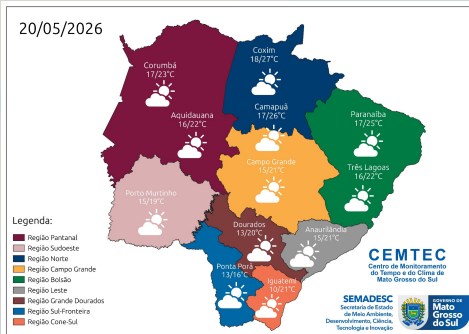 20/05/2026
Coxim
18/27°C
Corumbá
17/23°C
Camapuã
17/26°C
Aquidauana
16/22°C
Paranaíba
17/25°C
Campo Grande
15/21°C
Três Lagoas
16/22°C
Porto Murtinho
15/19°C
Dourados
13/20°C
Anaurilândia
15/21°C
Ponta Porã
13/16°C
Iguatemi
10/21°C
Legenda:
Região Pantanal
Região Sudoeste
Região Norte
Região Campo Grande
Região Bolsão
Região Leste
Região Grande Dourados
Região Sul-Fronteira
Região Cone-Sul
CEMTEC
Centro de Monitoramento
do Tempo e do Clima de
Mato Grosso do Sul
SEMADESC
Secretaria de Estado
de Meio Ambiente,
Desenvolvimento, Ciência,
Tecnologia e Inovação
GOVERNO DE
Mato
Grosso
do Sul